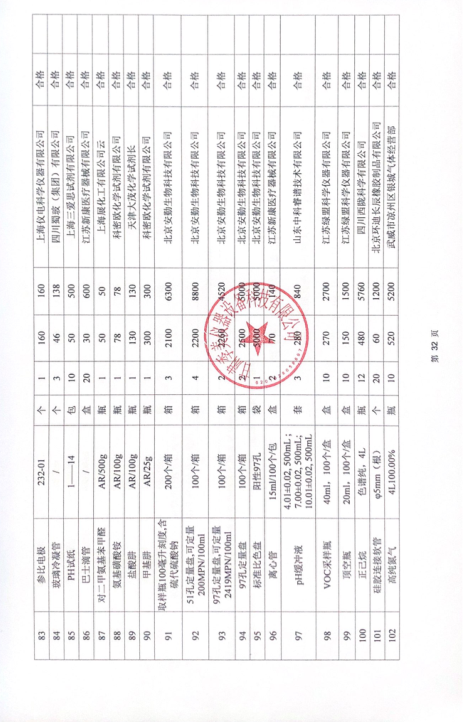 83 参比电极 232-01 个 1 160 160 上海仪电科学仪器有限公司 合格
84 玻璃冷凝管 / 个 3 46 138 四川蜀玻（集团）有限公司 合格
85 PH试纸 1—14 包 10 50 500 上海三爱思试剂有限公司 合格
86 巴士滴管 / 盒 20 30 600 江苏新康医疗器械有限公司 合格
87 对二甲氨基苯甲醛 AR/500g 瓶 1 50 50 上海展化工有限公司云 合格
88 氨基磺酸铵 AR/100g 瓶 1 78 78 科密欧化学试剂有限公司 合格
89 盐酸肼 AR/100g 瓶 1 130 130 天津大茂化学试剂长 合格
90 甲基肼 AR/25g 瓶 1 300 300 科密欧化学试剂有限公司 合格
91 取样瓶100毫升刻度,含
硫代硫酸钠 200个/箱 箱 3 2100 6300 北京安勤生物科技有限公司 合格
92 51孔定量盘,可定量
200MPN/100ml 100个/箱 箱 4 2200 8800 北京安勤生物科技有限公司 合格
93 97孔定量盘,可定量
2419MPN/100ml 100个/箱 箱 2 2260 4520 北京安勤生物科技有限公司 合格
94 97孔定量盘 100个/箱 箱 2 2500 5000 北京安勤生物科技有限公司 合格
95 标准比色盘 阳性97孔 袋 1 5000 5000 北京安勤生物科技有限公司 合格
96 离心管 15ml/100个/包 盒 2 70 140 江苏新康医疗器械有限公司 合格
97 pH缓冲液 4.01±0.02, 500mL；
7.00±0.02, 500mL;
10.01±0.02, 500mL 套 3 280 840 山东中科睿谱技术有限公司 合格
98 VOC采样瓶 40ml，100个/盒 盒 10 270 2700 江苏绿盟科学仪器有限公司 合格
99 顶空瓶 20ml，100个/盒 盒 10 150 1500 江苏绿盟科学仪器有限公司 合格
100 正己烷 色谱纯，4L 瓶 12 480 5760 四川西陇科学有限公司 合格
101 硅胶连接软管 φ5mm（根） 个 20 60 1200 北京环迪长辰橡胶制品有限公司 合格
102 高纯氮气 4L100.00% 瓶 10 520 5200 武威市凉州区银城气体经营部 合格
第 32 页